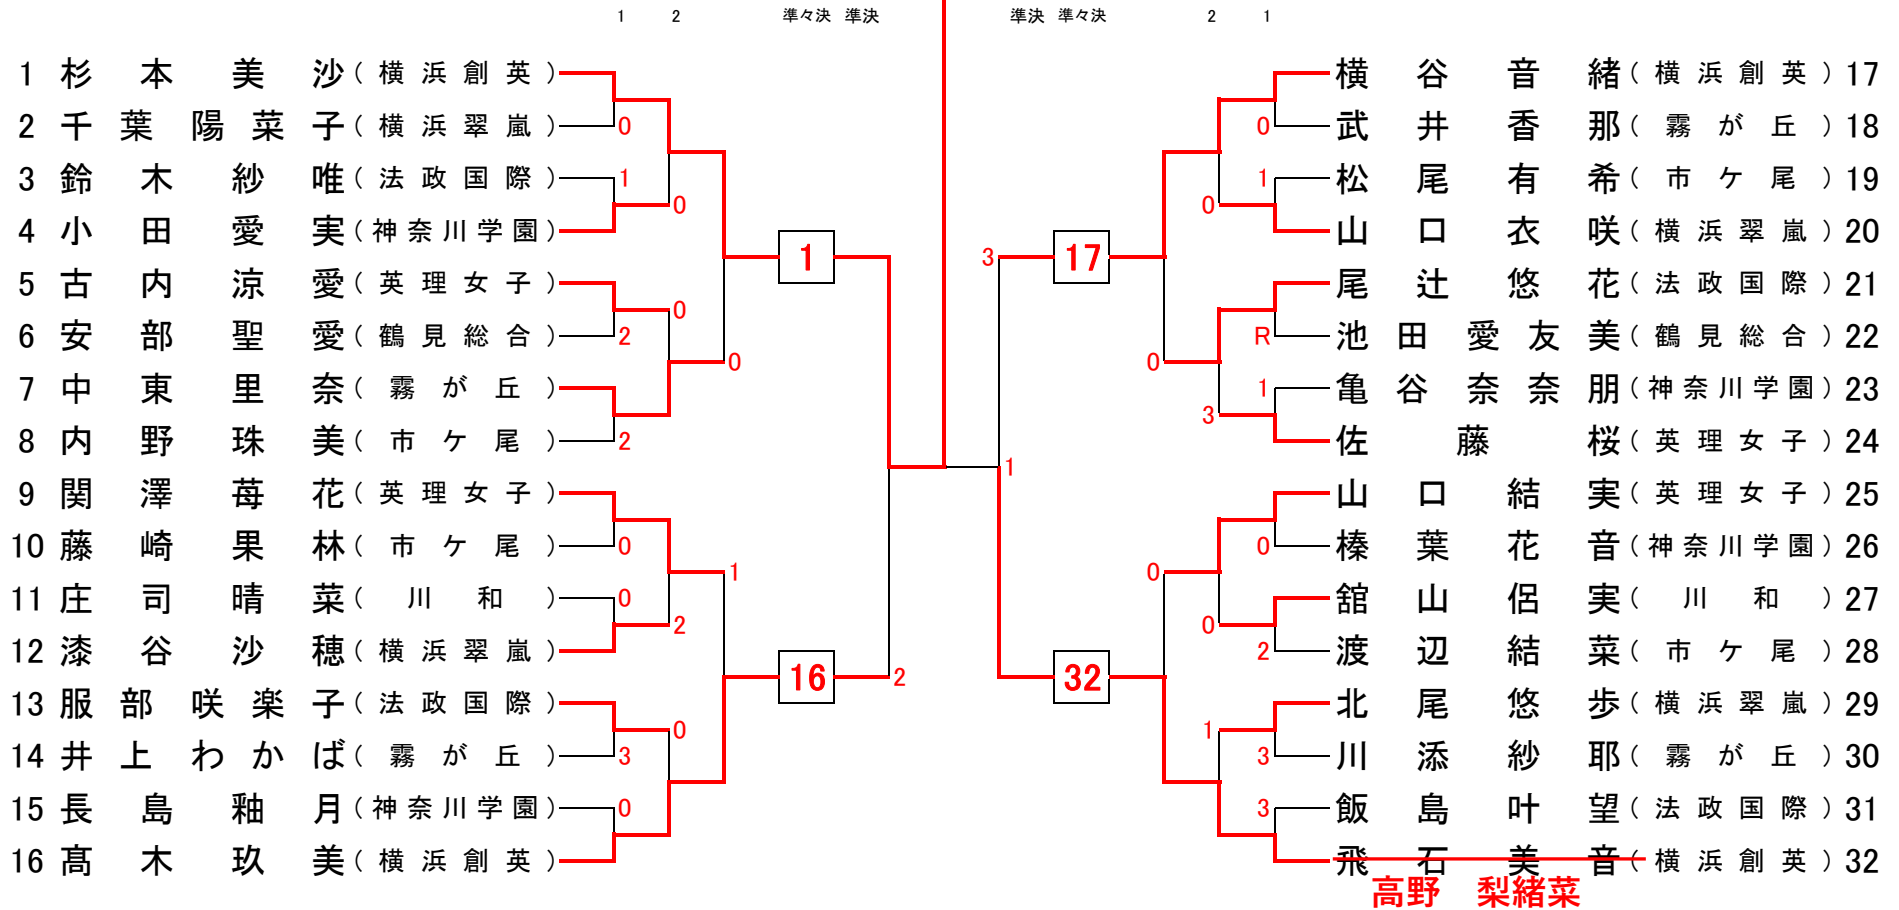 1 2 準々決 準決 準決 準々決 2 1
1 杉本美沙(横浜創英) 横谷音緒(横浜創英) 17
2 千葉陽菜子(横浜翠嵐) 0 0 武井香那(霧が丘) 18
3 鈴木紗唯(法政国際) 1 1 松尾有希(市ケ尾) 19
0 0
4 小田愛実(神奈川学園) 山口衣咲(横浜翠嵐) 20
1 3 17
5 古内涼愛(英理女子) 尾辻悠花(法政国際) 21
0
6 安部聖愛(鶴見総合) 2 R 池田愛友美(鶴見総合) 22
0 0
7 中東里奈(霧が丘) 1 亀谷奈奈朋(神奈川学園) 23
3
8 内野珠美(市ケ尾) 2 佐藤桜(英理女子) 24
1
9 関澤苺花(英理女子) 山口結実(英理女子) 25
10 藤崎果林(市ケ尾) 0 0 榛葉花音(神奈川学園) 26
1 0
11 庄司晴菜(川和) 0 舘山侶実(川和) 27
2 0
12 漆谷沙穂(横浜翠嵐) 2 渡辺結菜(市ケ尾) 28
16 2 32
13 服部咲楽子(法政国際) 北尾悠歩(横浜翠嵐) 29
0 1
14 井上わかば(霧が丘) 3 3 川添紗耶(霧が丘) 30
15 長島釉月(神奈川学園) 0 3 飯島叶望(法政国際) 31
16 髙木玖美(横浜創英) 飛石美音(横浜創英) 32
高野 梨緒菜